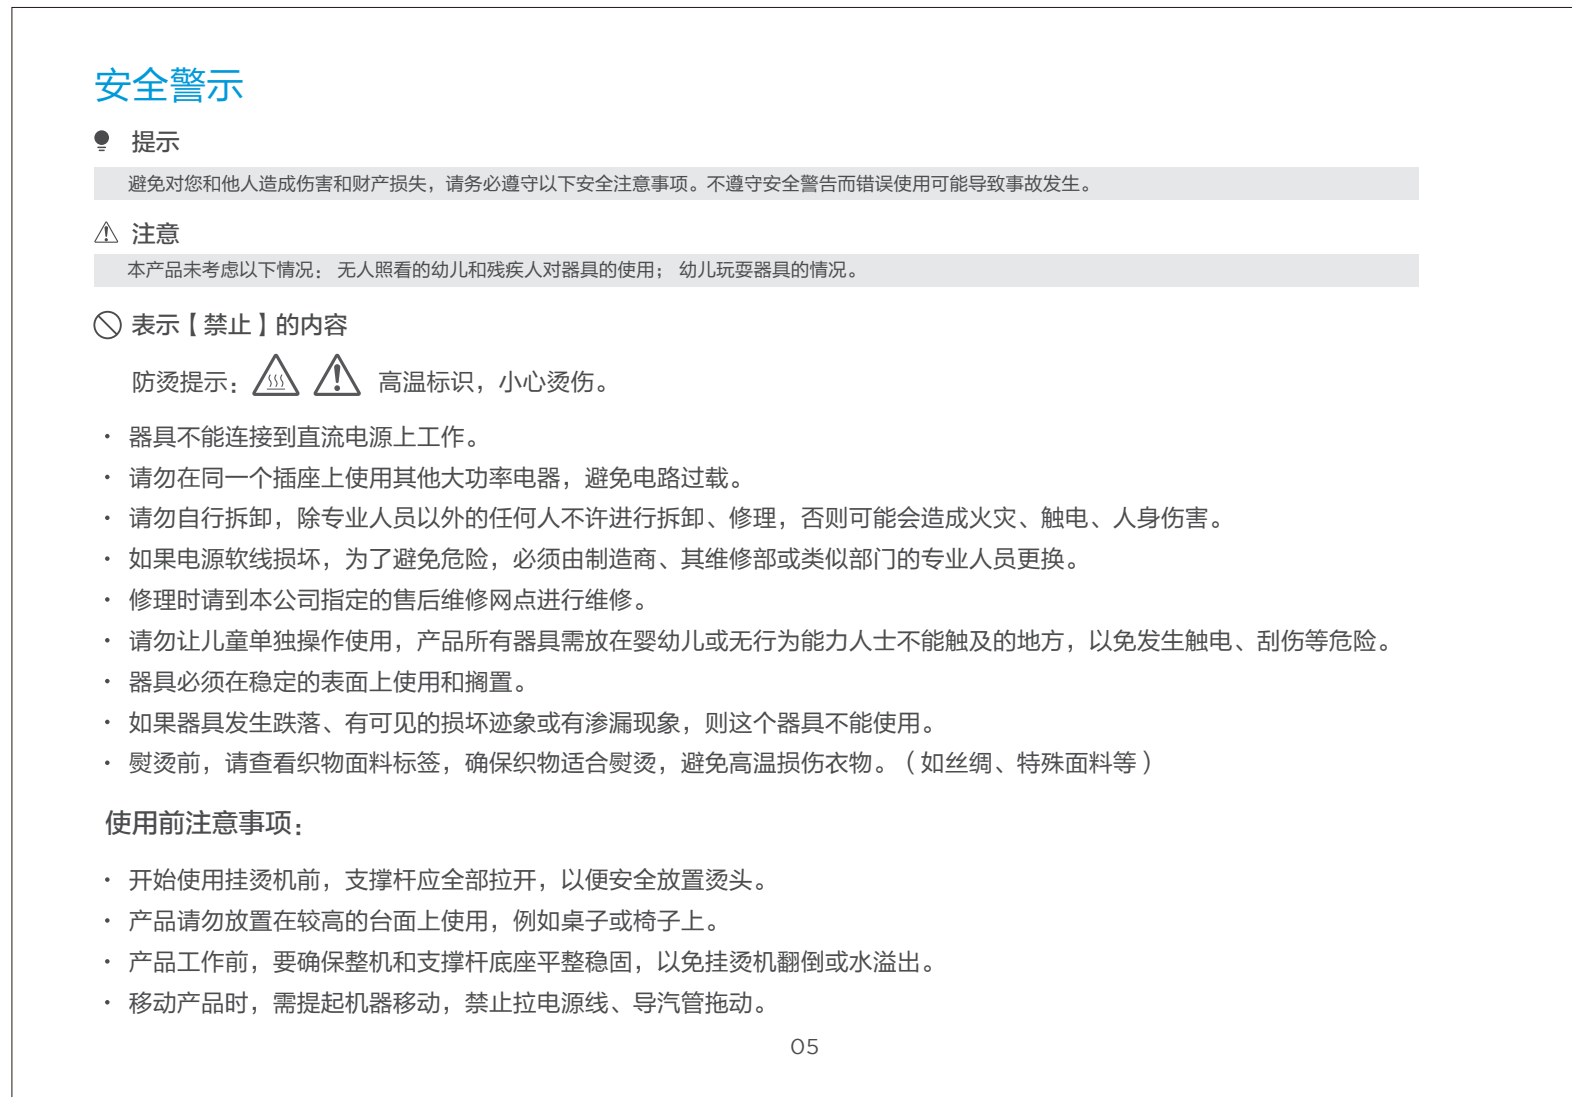 安全警示
提示
避免对您和他人造成伤害和财产损失，请务必遵守以下安全注意事项。不遵守安全警告而错误使用可能导致事故发生。
注意
本产品未考虑以下情况： 无人照看的幼儿和残疾人对器具的使用； 幼儿玩耍器具的情况。
表示【禁止】的内容
防烫提示： 高温标识，小心烫伤。
· 器具不能连接到直流电源上工作。
· 请勿在同一个插座上使用其他大功率电器，避免电路过载。
· 请勿自行拆卸，除专业人员以外的任何人不许进行拆卸、修理，否则可能会造成火灾、触电、人身伤害。
· 如果电源软线损坏，为了避免危险，必须由制造商、其维修部或类似部门的专业人员更换。
· 修理时请到本公司指定的售后维修网点进行维修。
· 请勿让儿童单独操作使用，产品所有器具需放在婴幼儿或无行为能力人士不能触及的地方，以免发生触电、刮伤等危险。
· 器具必须在稳定的表面上使用和搁置。
· 如果器具发生跌落、有可见的损坏迹象或有渗漏现象，则这个器具不能使用。
· 熨烫前，请查看织物面料标签，确保织物适合熨烫，避免高温损伤衣物。（如丝绸、特殊面料等）
使用前注意事项：
· 开始使用挂烫机前，支撑杆应全部拉开，以便安全放置烫头。
· 产品请勿放置在较高的台面上使用，例如桌子或椅子上。
· 产品工作前，要确保整机和支撑杆底座平整稳固，以免挂烫机翻倒或水溢出。
· 移动产品时，需提起机器移动，禁止拉电源线、导汽管拖动。
05